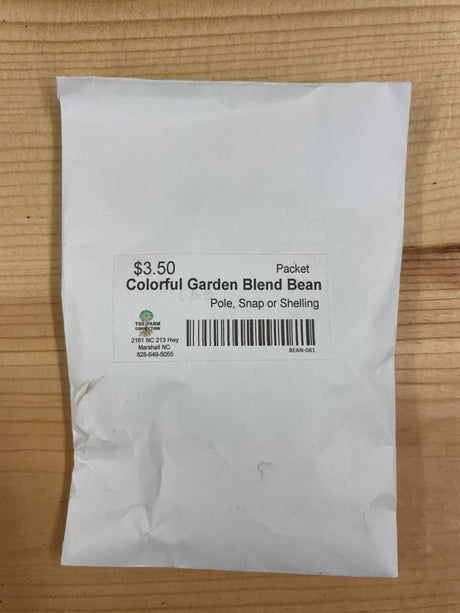 $3.50 Packet
Colorful Garden Blend Bean
Pole, Snap or Shelling
THE FARM
CONNECTION
2161 NC 213 Hwy
Marshall NC
828-649-5055
BEAN-081